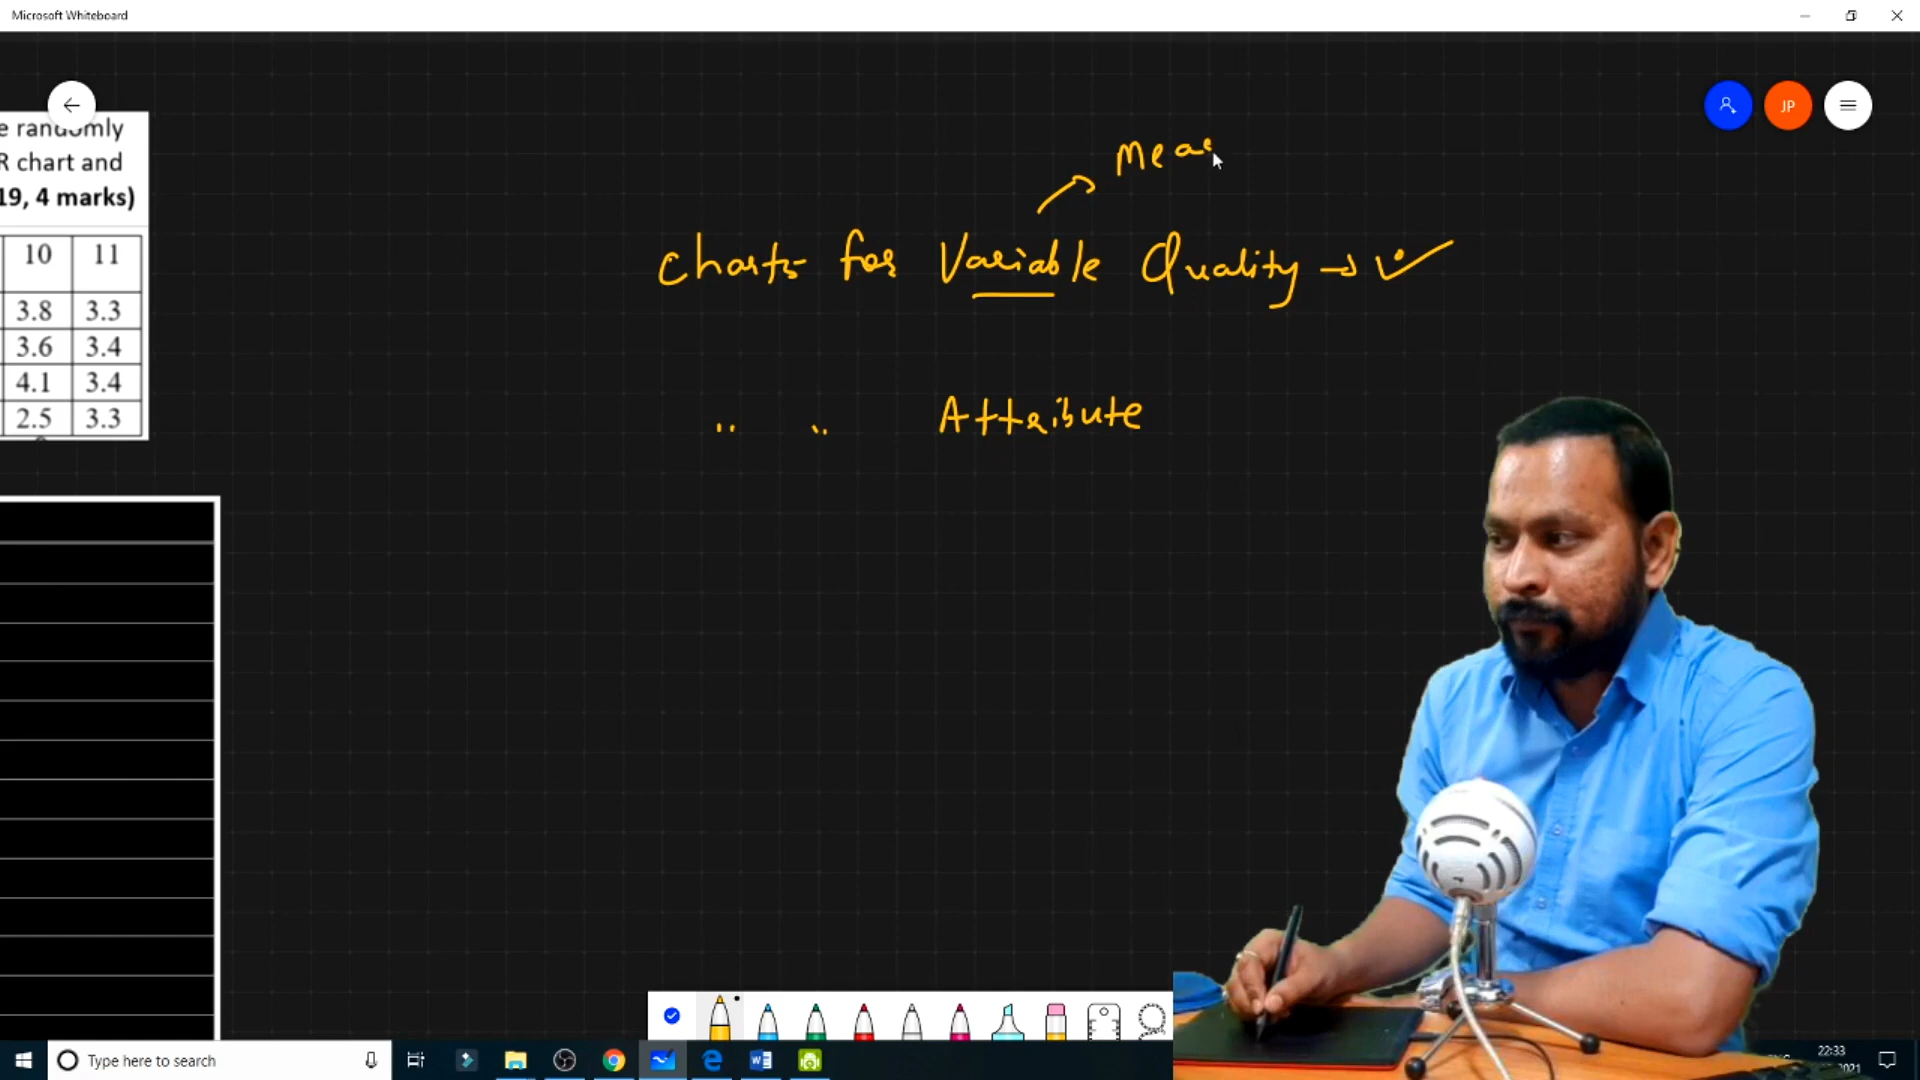 Microsoft Whiteboard
e randomly
R chart and
19, 4 marks)
10 11
3.8 3.3
3.6 3.4
4.1 3.4
2.5 3.3
JP
Meas
Charts for Variable Quality → ✓
" " Attribute
Type here to search
22:33
2021